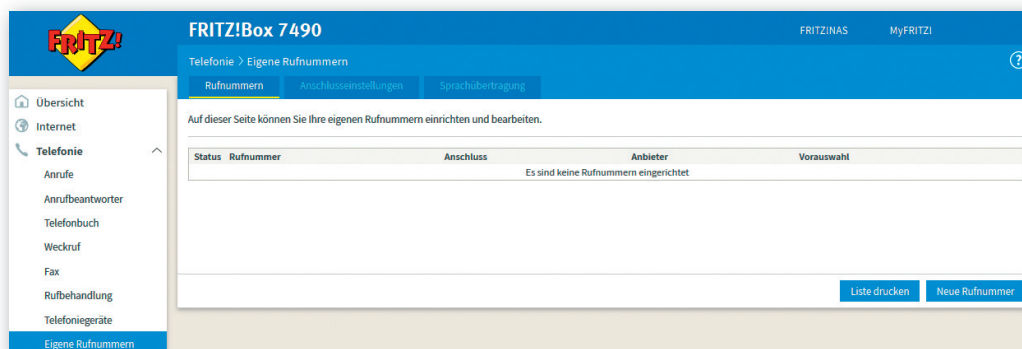 FRITZ!
FRITZ!Box 7490
FRITZ!NAS
MyFRITZ!
Telefonie > Eigene Rufnummern
?
Rufnummern
Anschlusseinstellungen
Sprachübertragung
Übersicht
Internet
Telefonie
Anrufe
Anrufbeantworter
Telefonbuch
Weckruf
Fax
Rufbehandlung
Telefoniegeräte
Eigene Rufnummern
Auf dieser Seite können Sie Ihre eigenen Rufnummern einrichten und bearbeiten.
Status Rufnummer Anschluss Anbieter Vorauswahl
Es sind keine Rufnummern eingerichtet
Liste drucken
Neue Rufnummer